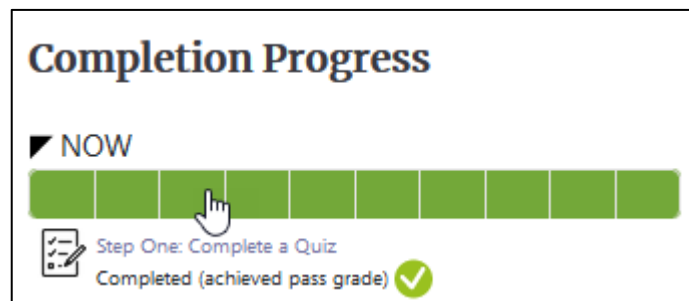 Completion Progress
NOW
Step One: Complete a Quiz
Completed (achieved pass grade)